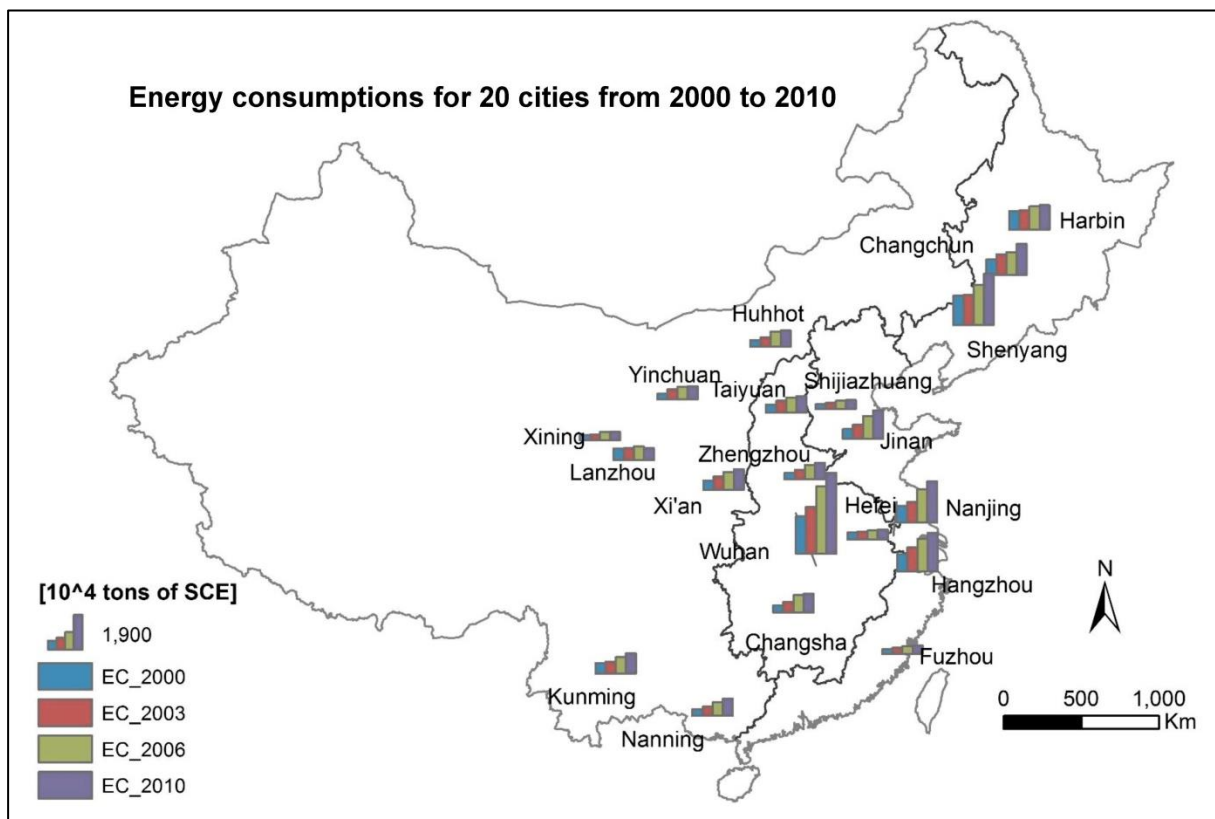 Energy consumptions for 20 cities from 2000 to 2010
Harbin
Changchun
Shenyang
Huhhot
Yinchuan
Taiyuan
Shijiazhuang
Xining
Lanzhou
Jinan
Zhengzhou
Xi'an
Hefei
Nanjing
Wuhan
Hangzhou
Changsha
Fuzhou
Kunming
Nanning
[10^4 tons of SCE]
1,900
EC_2000
EC_2003
EC_2006
EC_2010
N
0 500 1,000
Km